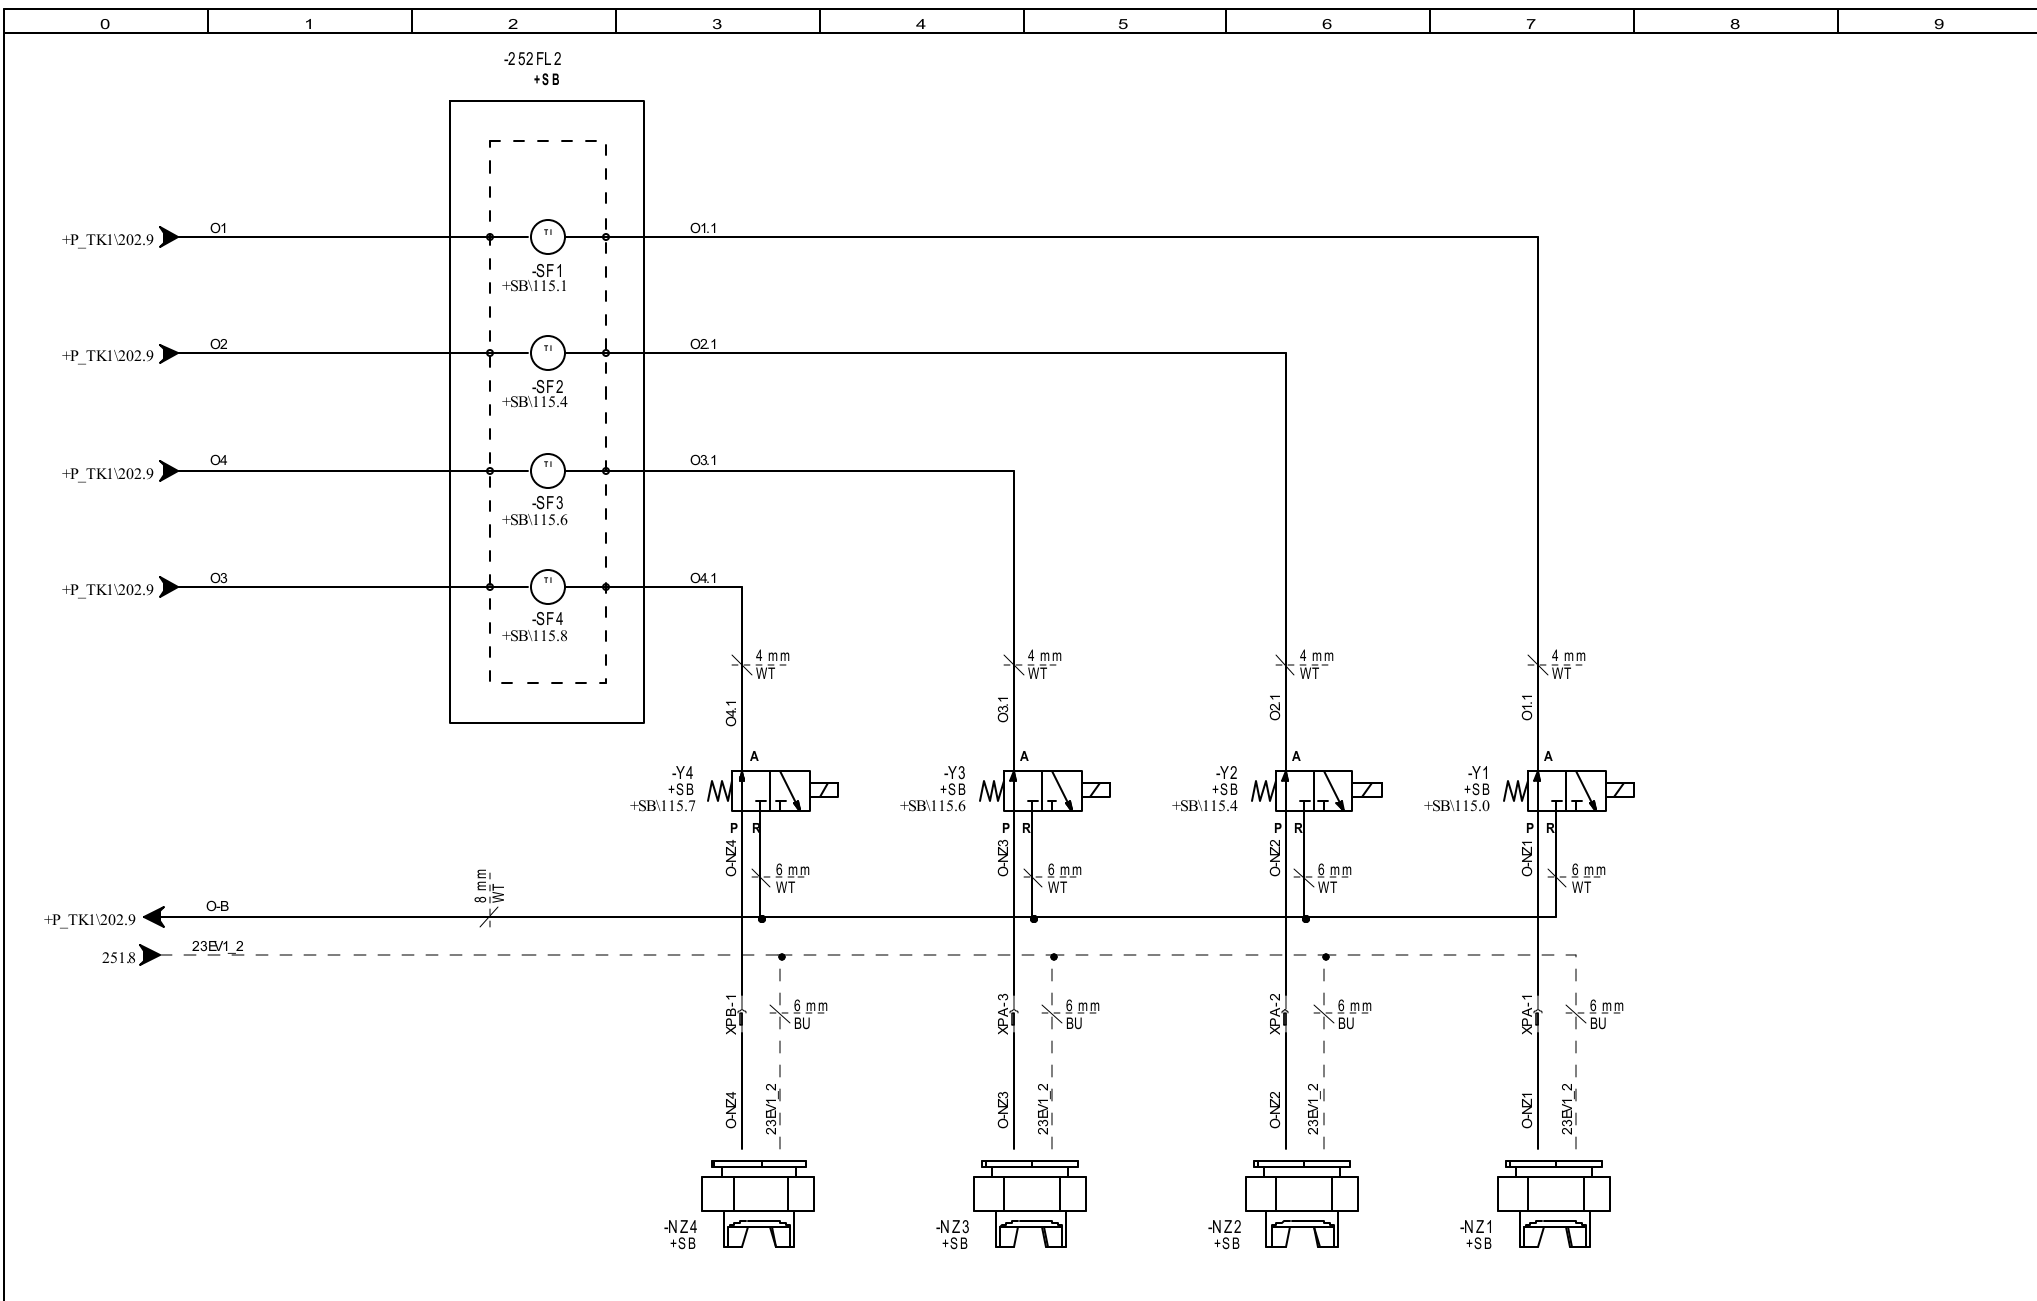 0 1 2 3 4 5 6 7 8 9
-252FL2
+SB
+P_TK1\202.9 O1 TI O1.1
-SF1
+SB\115.1
+P_TK1\202.9 O2 TI O2.1
-SF2
+SB\115.4
+P_TK1\202.9 O4 TI O3.1
-SF3
+SB\115.6
+P_TK1\202.9 O3 TI O4.1
-SF4
+SB\115.8
4 mm 4 mm 4 mm 4 mm
WT WT WT WT
O4.1 O3.1 O2.1 O1.1
A A A A
-Y4 -Y3 -Y2 -Y1
+SB +SB +SB +SB
+SB\115.7 +SB\115.6 +SB\115.4 +SB\115.0
P R P R P R P R
O-NZ4 O-NZ3 O-NZ2 O-NZ1
6 mm 6 mm 6 mm 6 mm
WT WT WT WT
8 mm
WT
+P_TK1\202.9 O-B
251.8 23EV1_2
XPB-1 XPA-3 XPA-2 XPA-1
6 mm 6 mm 6 mm 6 mm
BU BU BU BU
O-NZ4 23EV1_2 O-NZ3 23EV1_2 O-NZ2 23EV1_2 O-NZ1 23EV1_2
-NZ4 -NZ3 -NZ2 -NZ1
+SB +SB +SB +SB